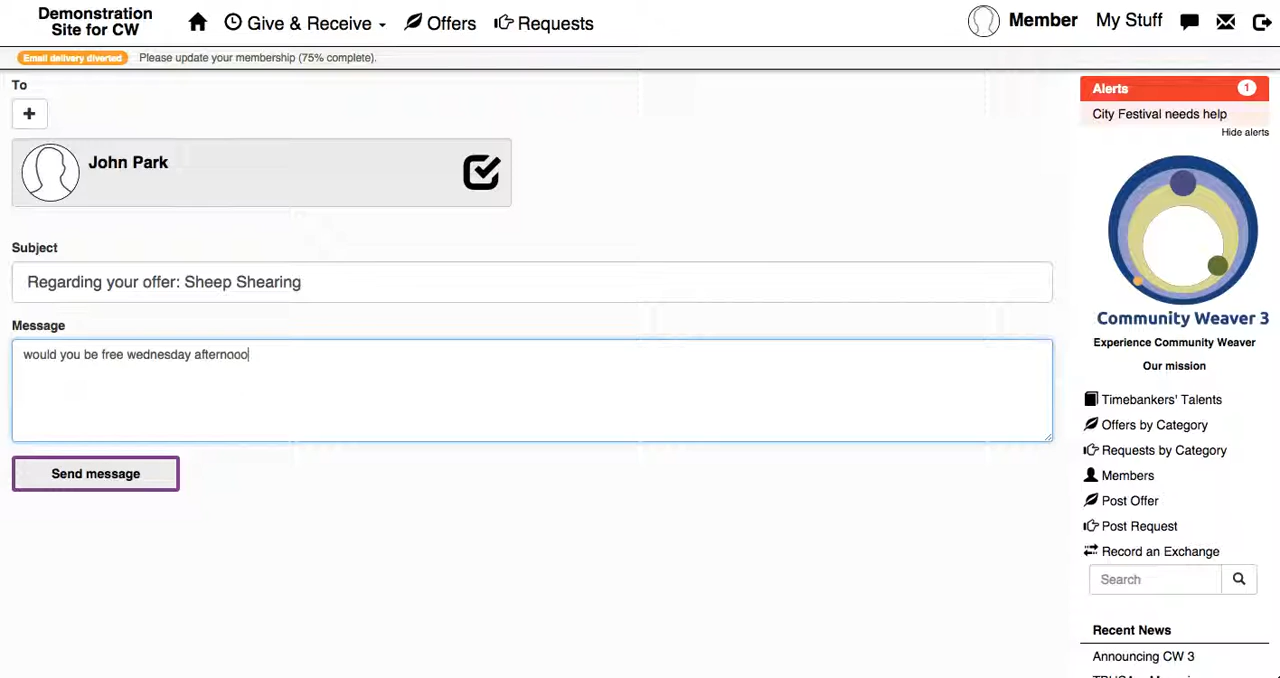 Demonstration
Site for CW
Give & Receive
Offers
Requests
Member
My Stuff
Email delivery diverted
Please update your membership (75% complete).
To
John Park
Subject
Regarding your offer: Sheep Shearing
Message
would you be free wednesday afternooo
Send message
Alerts
1
City Festival needs help
Hide alerts
Community Weaver 3
Experience Community Weaver
Our mission
Timebankers' Talents
Offers by Category
Requests by Category
Members
Post Offer
Post Request
Record an Exchange
Search
Recent News
Announcing CW 3